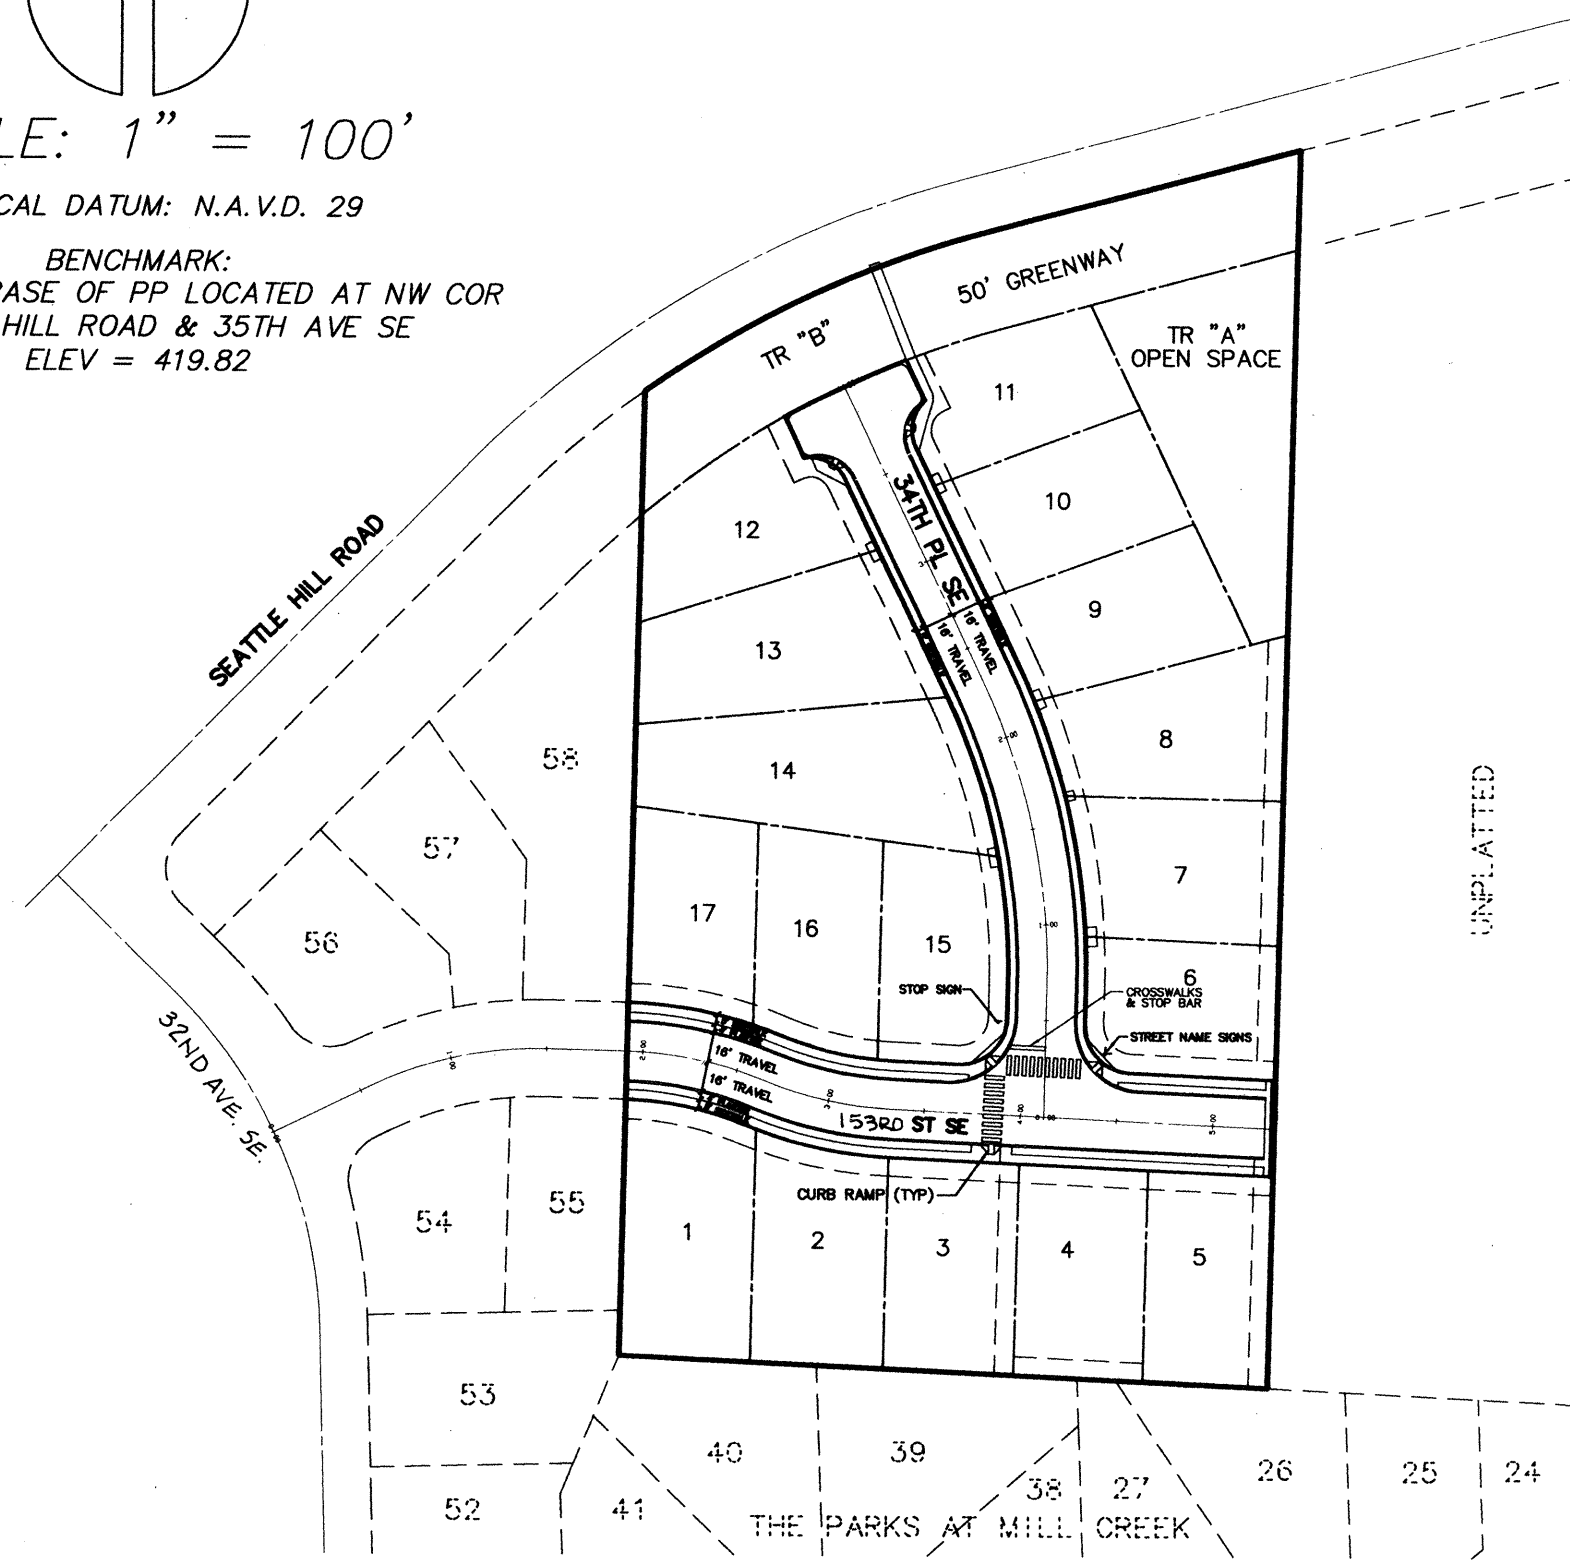 LE: 1" = 100'
CAL DATUM: N.A.V.D. 29
BENCHMARK:
BASE OF PP LOCATED AT NW COR
HILL ROAD & 35TH AVE SE
ELEV = 419.82
50' GREENWAY
TR "B"
TR "A"
OPEN SPACE
11
34TH PL SE
10
12
SEATTLE HILL ROAD
9
16' TRAVEL
16' TRAVEL
13
8
58
14
UNPLATTED
57
7
17
16
15
56
6
STOP SIGN
CROSSWALKS
& STOP BAR
STREET NAME SIGNS
32ND AVE. SE.
16' TRAVEL
16' TRAVEL
153RD ST SE
CURB RAMP (TYP)
55
54
1
2
3
4
5
53
40
39
38
27
26
25
24
52
41
THE PARKS AT MILL CREEK